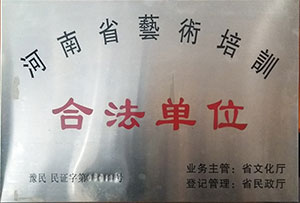 河南省藝術培訓
合法单位
豫民 民证字第 号
业务主管：省文化厅
登记管理：省民政厅